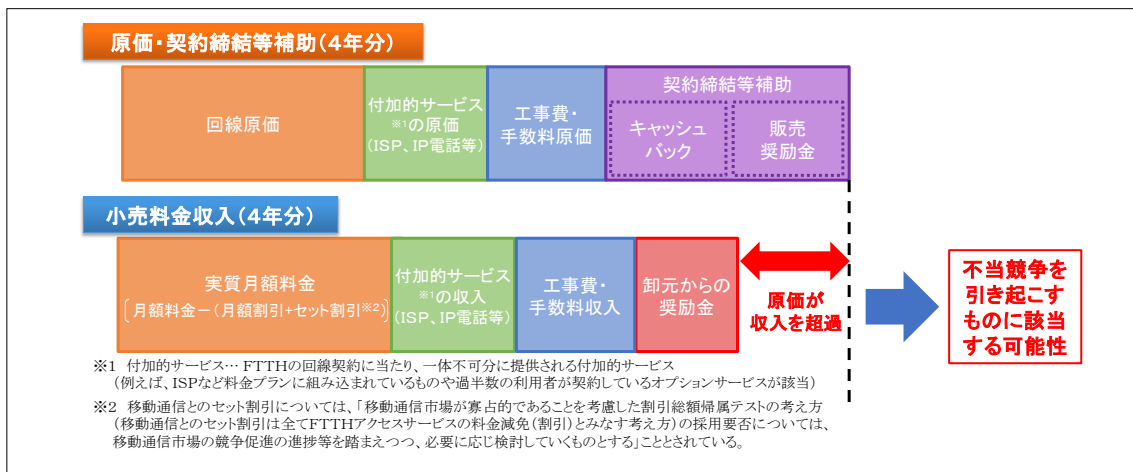 原価・契約締結等補助(4年分)
回線原価
付加的サービス
※1の原価
(ISP、IP電話等)
工事費・
手数料原価
契約締結等補助
キャッシュ
バック
販売
奨励金
小売料金収入(4年分)
実質月額料金
月額料金-(月額割引+セット割引※2)
付加的サービス
※1の収入
(ISP、IP電話等)
工事費・
手数料収入
卸元からの
奨励金
原価が
収入を超過
不当競争を
引き起こす
ものに該当
する可能性
※1 付加的サービス… FTTHの回線契約に当たり、一体不可分に提供される付加的サービス
(例えば、ISPなど料金プランに組み込まれているものや過半数の利用者が契約しているオプションサービスが該当)
※2 移動通信とのセット割引については、「移動通信市場が寡占的であることを考慮した割引総額帰属テストの考え方
(移動通信とのセット割引は全てFTTHアクセスサービスの料金減免(割引)とみなす考え方)の採用要否については、
移動通信市場の競争促進の進捗等を踏まえつつ、必要に応じ検討していくものとする」こととされている。